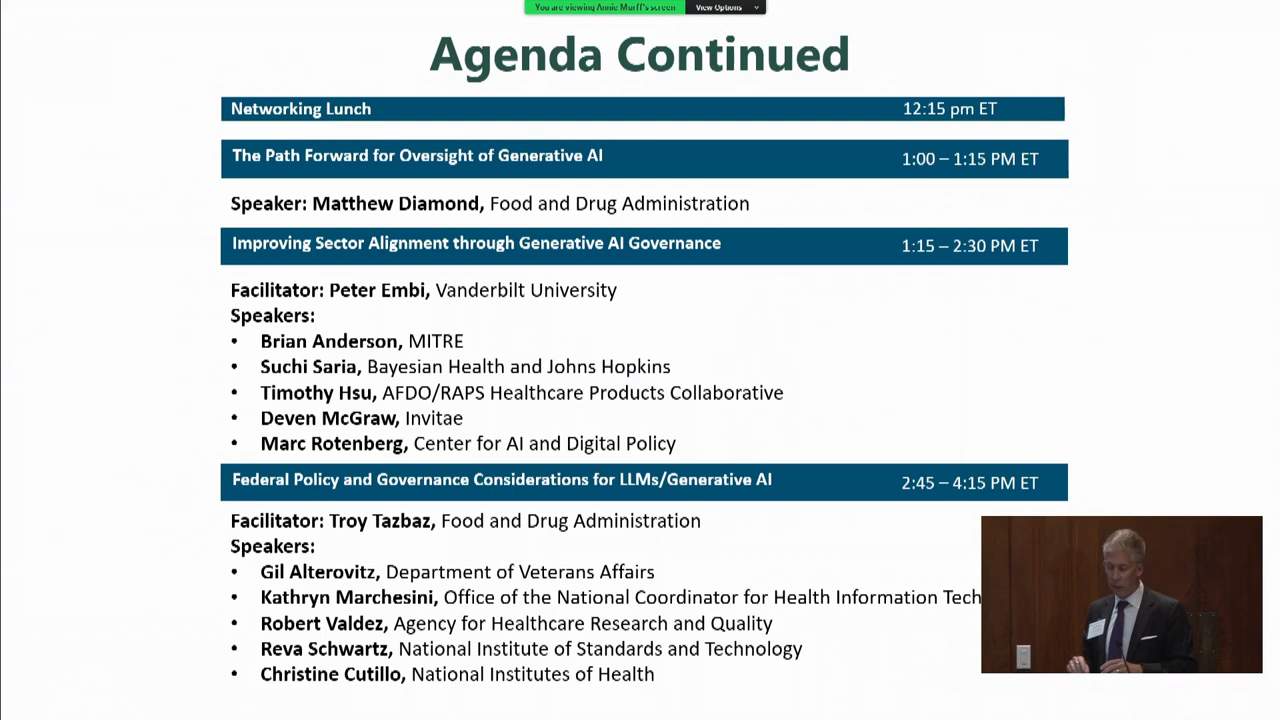 You are viewing Annie Murff's screen View Options
Agenda Continued
Networking Lunch 12:15 pm ET
The Path Forward for Oversight of Generative AI 1:00 – 1:15 PM ET
Speaker: Matthew Diamond, Food and Drug Administration
Improving Sector Alignment through Generative AI Governance 1:15 – 2:30 PM ET
Facilitator: Peter Embi, Vanderbilt University
Speakers:
• Brian Anderson, MITRE
• Suchi Saria, Bayesian Health and Johns Hopkins
• Timothy Hsu, AFDO/RAPS Healthcare Products Collaborative
• Deven McGraw, Invitae
• Marc Rotenberg, Center for AI and Digital Policy
Federal Policy and Governance Considerations for LLMs/Generative AI 2:45 – 4:15 PM ET
Facilitator: Troy Tazbaz, Food and Drug Administration
Speakers:
• Gil Alterovitz, Department of Veterans Affairs
• Kathryn Marchesini, Office of the National Coordinator for Health Information Tech
• Robert Valdez, Agency for Healthcare Research and Quality
• Reva Schwartz, National Institute of Standards and Technology
• Christine Cutillo, National Institutes of Health